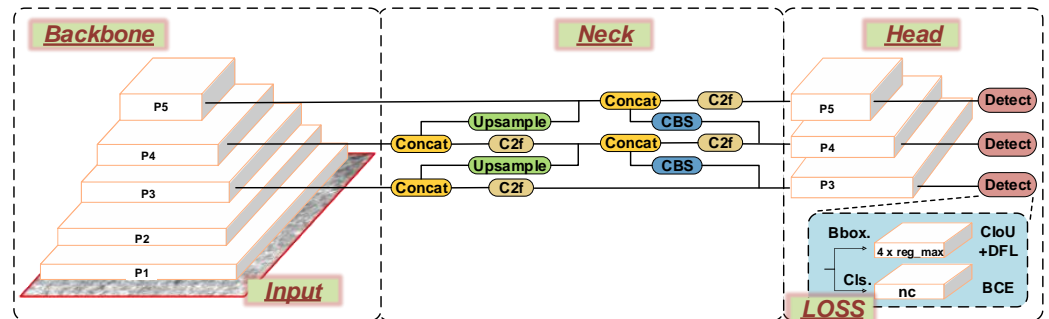 Backbone
Neck
Head
P5
P4
P3
P2
P1
Input
Concat
C2f
Upsample
CBS
Concat
C2f
Concat
C2f
Upsample
CBS
Concat
C2f
P5
P4
P3
Detect
Detect
Detect
Bbox.
4 x reg_max
CIoU
+DFL
Cls.
nc
BCE
LOSS